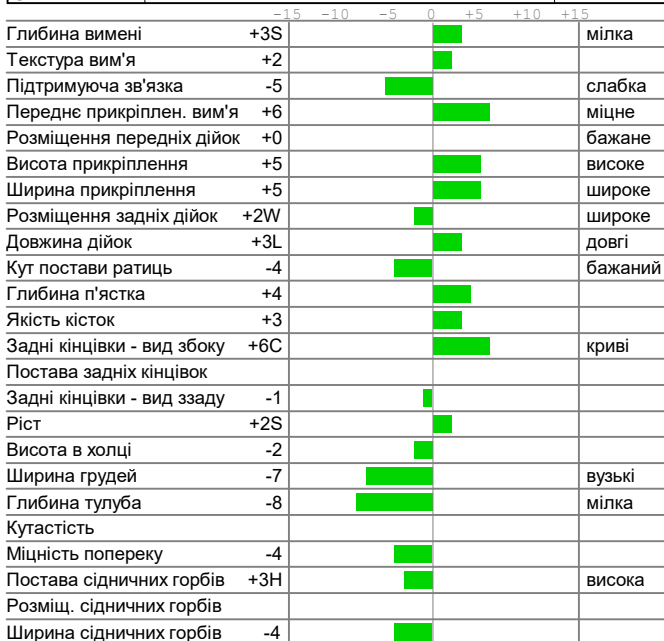 -15 -10 -5 0 +5 +10 +15
Глибина вимені +3S мілка
Текстура вим'я +2
Підтримуюча зв'язка -5 слабка
Переднє прикріплен. вим'я +6 міцне
Розміщення передніх дійок +0 бажане
Висота прикріплення +5 високе
Ширина прикріплення +5 широке
Розміщення задніх дійок +2W широке
Довжина дійок +3L довгі
Кут постави ратиць -4 бажаний
Глибина п'ястка +4
Якість кісток +3
Задні кінцівки - вид збоку +6C криві
Постава задніх кінцівок
Задні кінцівки - вид ззаду -1
Ріст +2S
Висота в холці -2
Ширина грудей -7 вузькі
Глибина тулуба -8 мілка
Кутастість
Міцність попереку -4
Постава сідничних горбів +3H висока
Розміщ. сідничних горбів
Ширина сідничних горбів -4